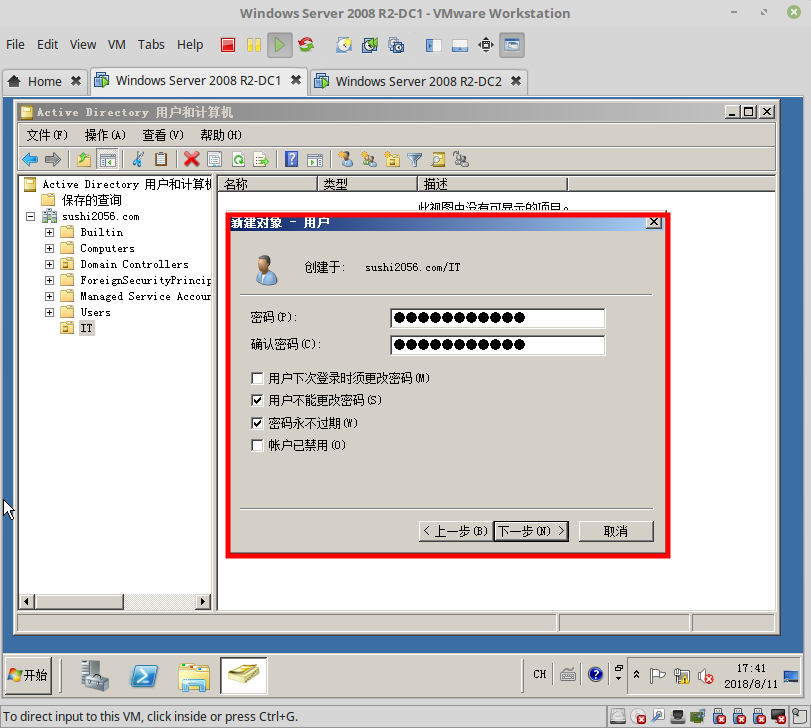 Windows Server 2008 R2-DC1 - VMware Workstation
File Edit View VM Tabs Help
Home Windows Server 2008 R2-DC1 Windows Server 2008 R2-DC2
Active Directory 用户和计算机
文件(F) 操作(A) 查看(V) 帮助(H)
Active Directory 用户和计算机
名称 类型 描述
保存的查询
此视图中没有可显示的项目。
sushi2056.com
新建对象 - 用户
Builtin
Computers
Domain Controllers
创建于: sushi2056.com/IT
ForeignSecurityPrincip
Managed Service Accour
Users
IT
密码(P): ●●●●●●●●●●●
确认密码(C): ●●●●●●●●●●●
用户下次登录时须更改密码(M)
用户不能更改密码(S)
密码永不过期(W)
帐户已禁用(O)
< 上一步(B) 下一步(N) > 取消
开始 CH 17:41
2018/8/11
To direct input to this VM, click inside or press Ctrl+G.